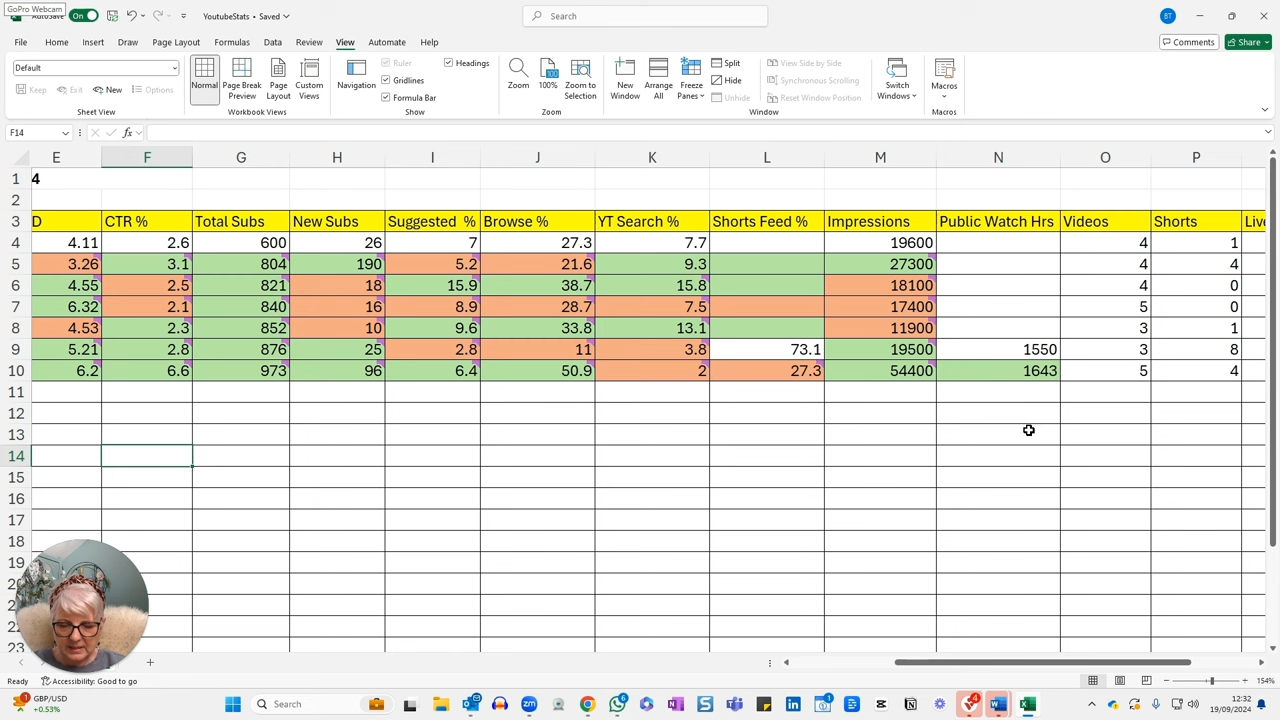 GoPro Webcam
AutoSave On YoutubeStats • Saved Search BT
File Home Insert Draw Page Layout Formulas Data Review View Automate Help Comments Share
Default
Keep Exit New Options
Sheet View
Normal Page Break Preview Page Layout Custom Views
Workbook Views
Navigation Ruler Gridlines Formula Bar Headings
Show
Zoom 100% Zoom to Selection
Zoom
New Window Arrange All Freeze Panes Split Hide Unhide View Side by Side Synchronous Scrolling Reset Window Position Switch Windows
Window
Macros
Macros
F14 fx
E F G H I J K L M N O P
1 4
2
3 D CTR % Total Subs New Subs Suggested % Browse % YT Search % Shorts Feed % Impressions Public Watch Hrs Videos Shorts Live
4 4.11 2.6 600 26 7 27.3 7.7 19600 4 1
5 3.26 3.1 804 190 5.2 21.6 9.3 27300 4 4
6 4.55 2.5 821 18 15.9 38.7 15.8 18100 4 0
7 6.32 2.1 840 16 8.9 28.7 7.5 17400 5 0
8 4.53 2.3 852 10 9.6 33.8 13.1 11900 3 1
9 5.21 2.8 876 25 2.8 11 3.8 73.1 19500 1550 3 8
10 6.2 6.6 973 96 6.4 50.9 2 27.3 54400 1643 5 4
11
12
13
14
15
16
17
18
19
20
21
22
23
Ready Accessibility: Good to go 154%
1 GBP/USD +0.53% Search 6 1 4 12:32
19/09/2024